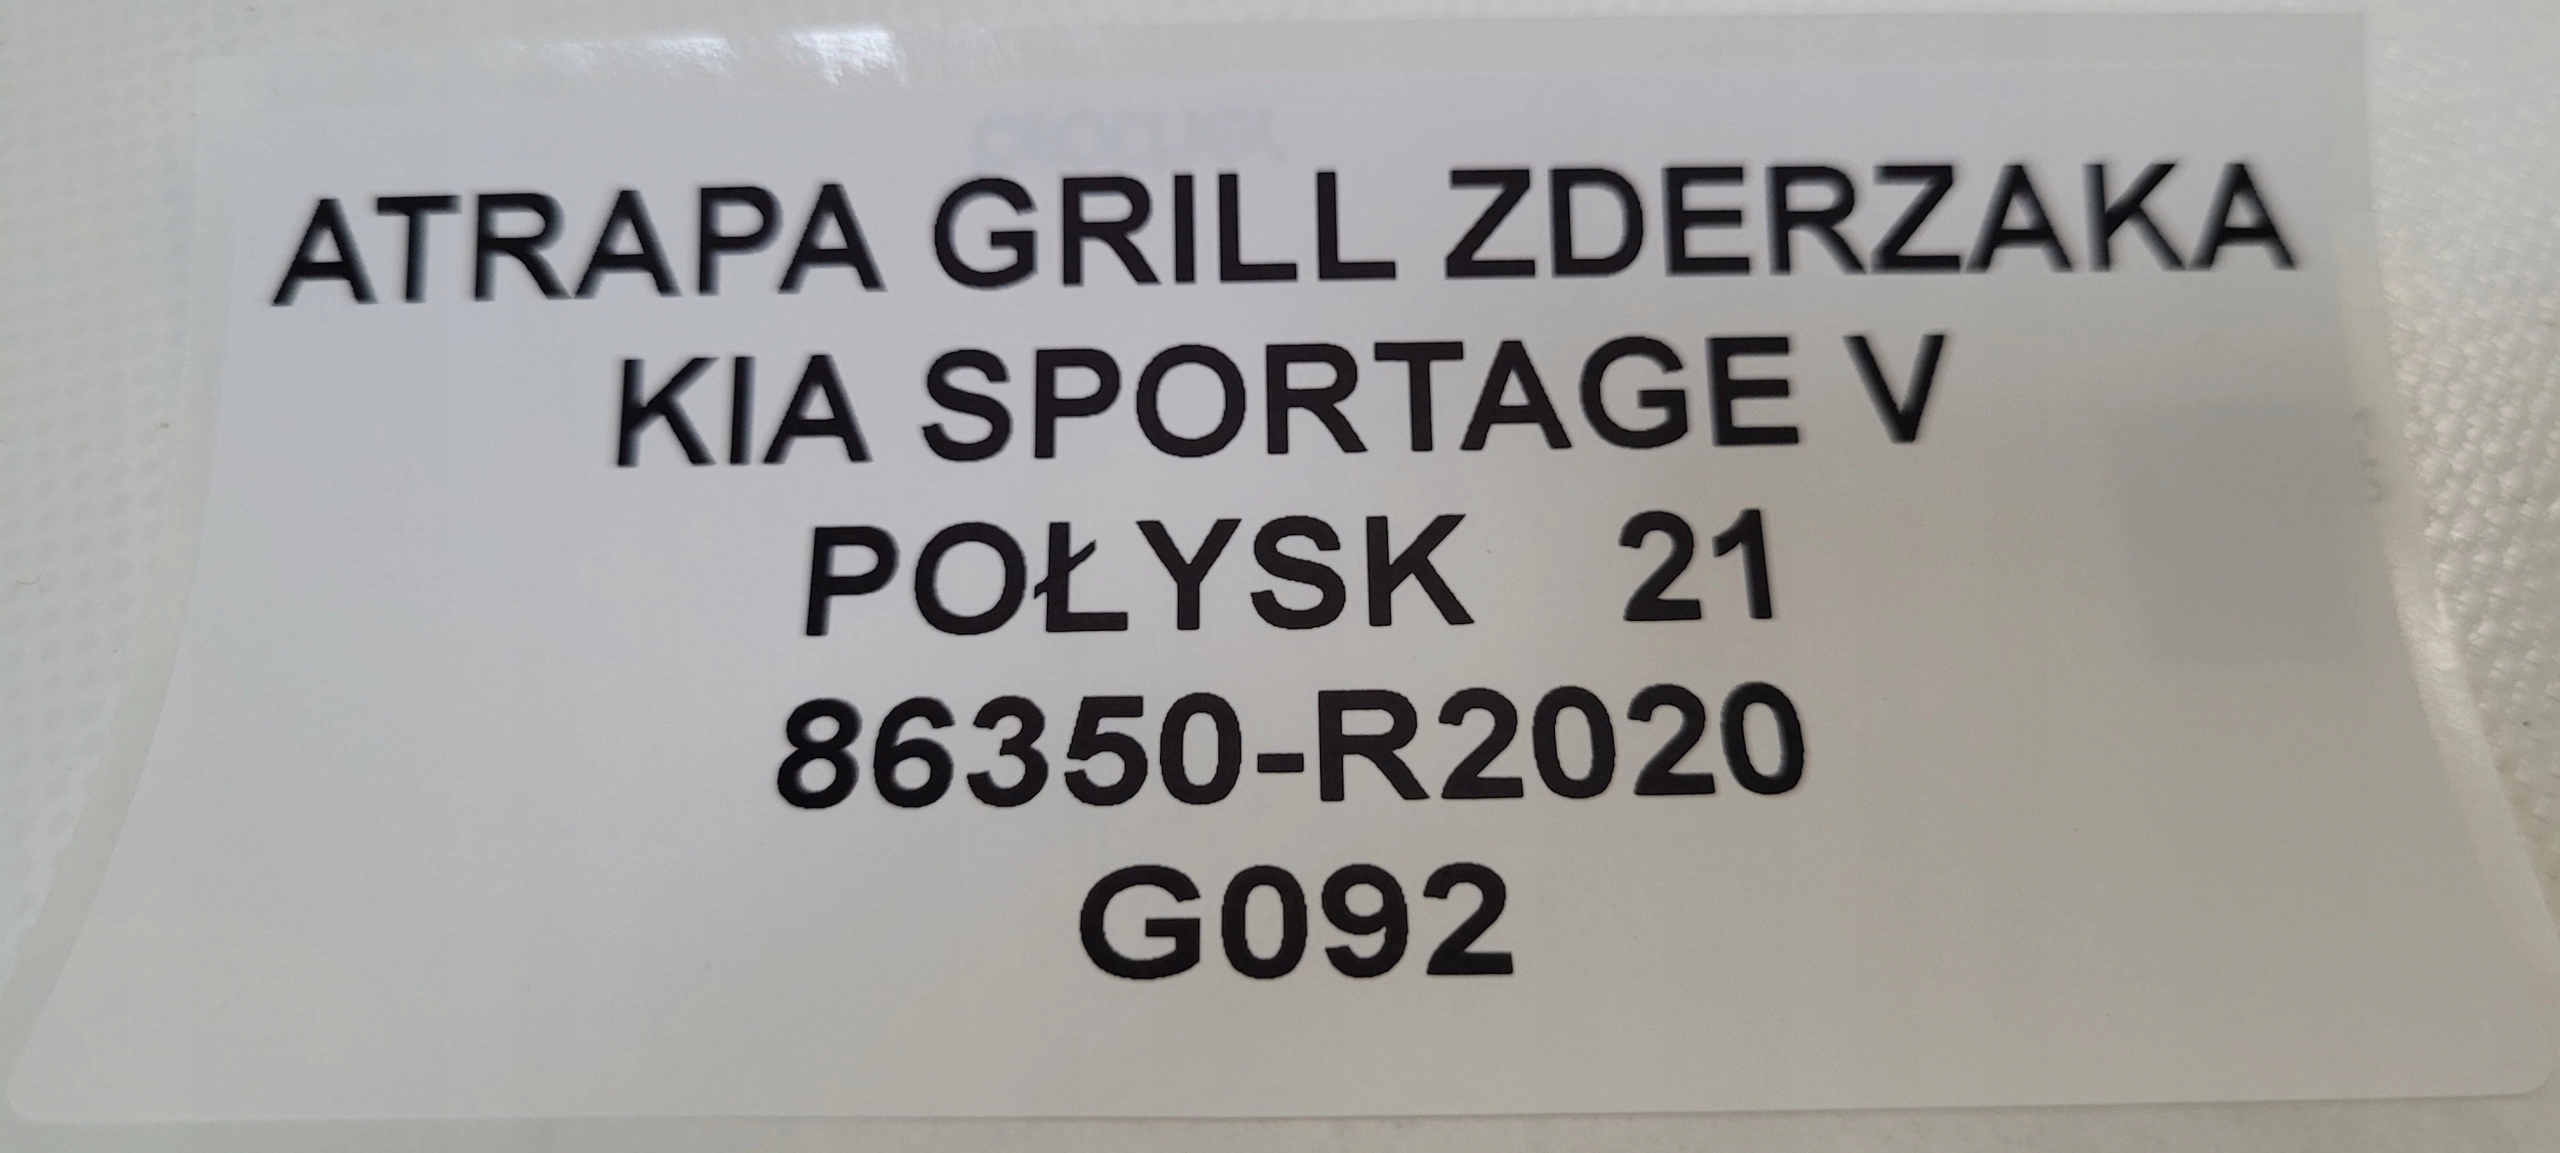 ATRAPA GRILL ZDERZAKA
KIA SPORTAGE V
POŁYSK 21
86350-R2020
G092